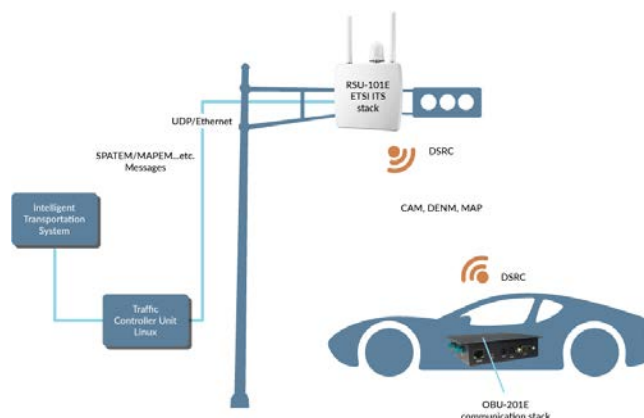 RSU-101E
ETSI ITS
stack
UDP/Ethernet
SPATEM/MAPEM...etc.
Messages
DSRC
CAM, DENM, MAP
Intelligent
Transportation
System
DSRC
Traffic
Controller Unit
Linux
OBU-201E
communication stack